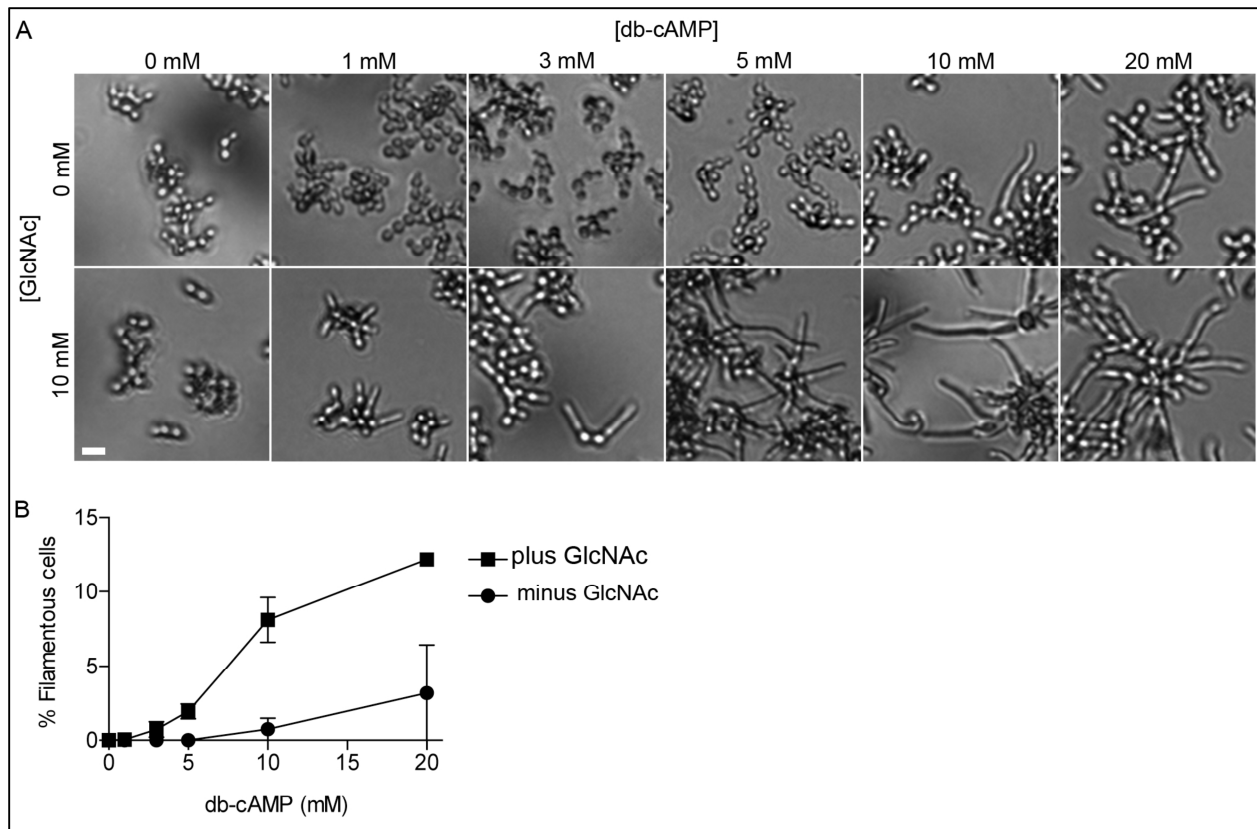 A
[db-cAMP]
0 mM 1 mM 3 mM 5 mM 10 mM 20 mM
[GlcNAc]
0 mM
10 mM
B
15
10
5
0
0 5 10 15 20
% Filamentous cells
db-cAMP (mM)
plus GlcNAc
minus GlcNAc